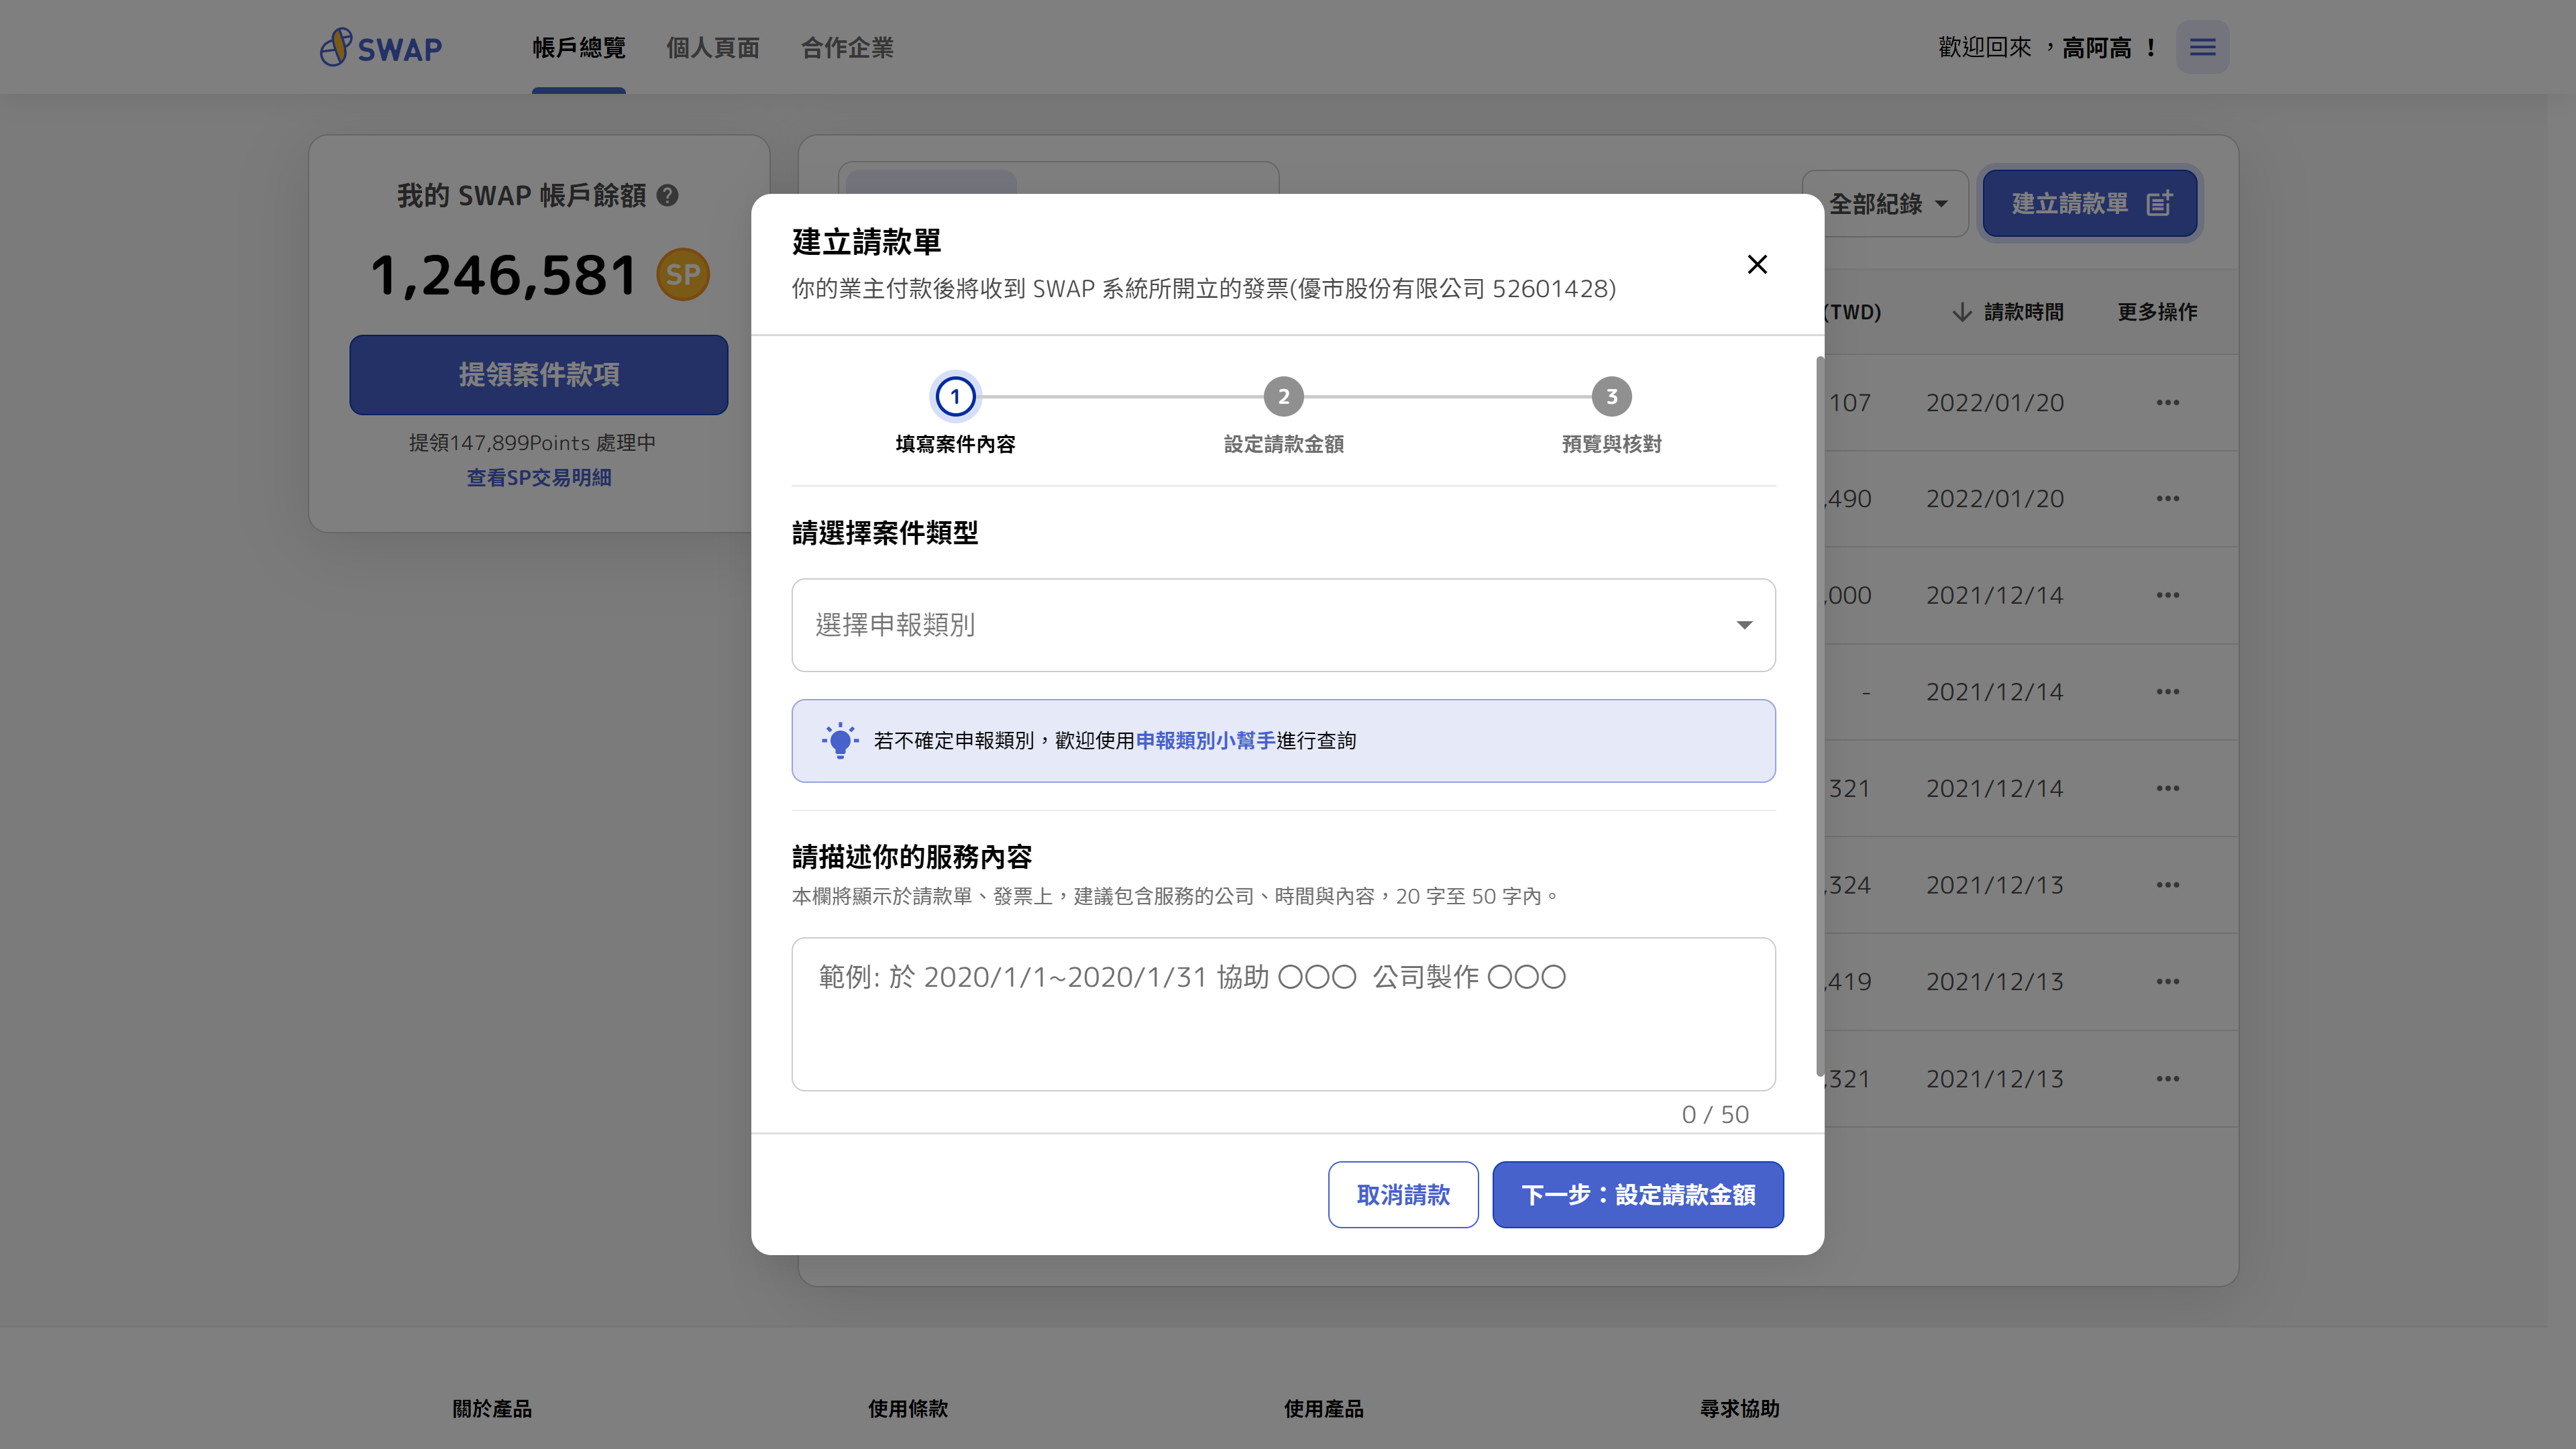 SWAP
帳戶總覽
個人頁面
合作企業
歡迎回來，高阿高 ！
我的 SWAP 帳戶餘額 ?
1,246,581 SP
提領案件款項
提領147,899Points 處理中
查看SP交易明細
全部紀錄
建立請款單
(TWD)
請款時間
更多操作
107 2022/01/20
,490 2022/01/20
,000 2021/12/14
- 2021/12/14
321 2021/12/14
,324 2021/12/13
,419 2021/12/13
,321 2021/12/13
建立請款單
你的業主付款後將收到 SWAP 系統所開立的發票(優市股份有限公司 52601428)
1 2 3
填寫案件內容
設定請款金額
預覽與核對
請選擇案件類型
選擇申報類別
若不確定申報類別，歡迎使用申報類別小幫手進行查詢
請描述你的服務內容
本欄將顯示於請款單、發票上，建議包含服務的公司、時間與內容，20 字至 50 字內。
範例: 於 2020/1/1~2020/1/31 協助 〇〇〇 公司製作 〇〇〇
0 / 50
取消請款
下一步：設定請款金額
關於產品
使用條款
使用產品
尋求協助